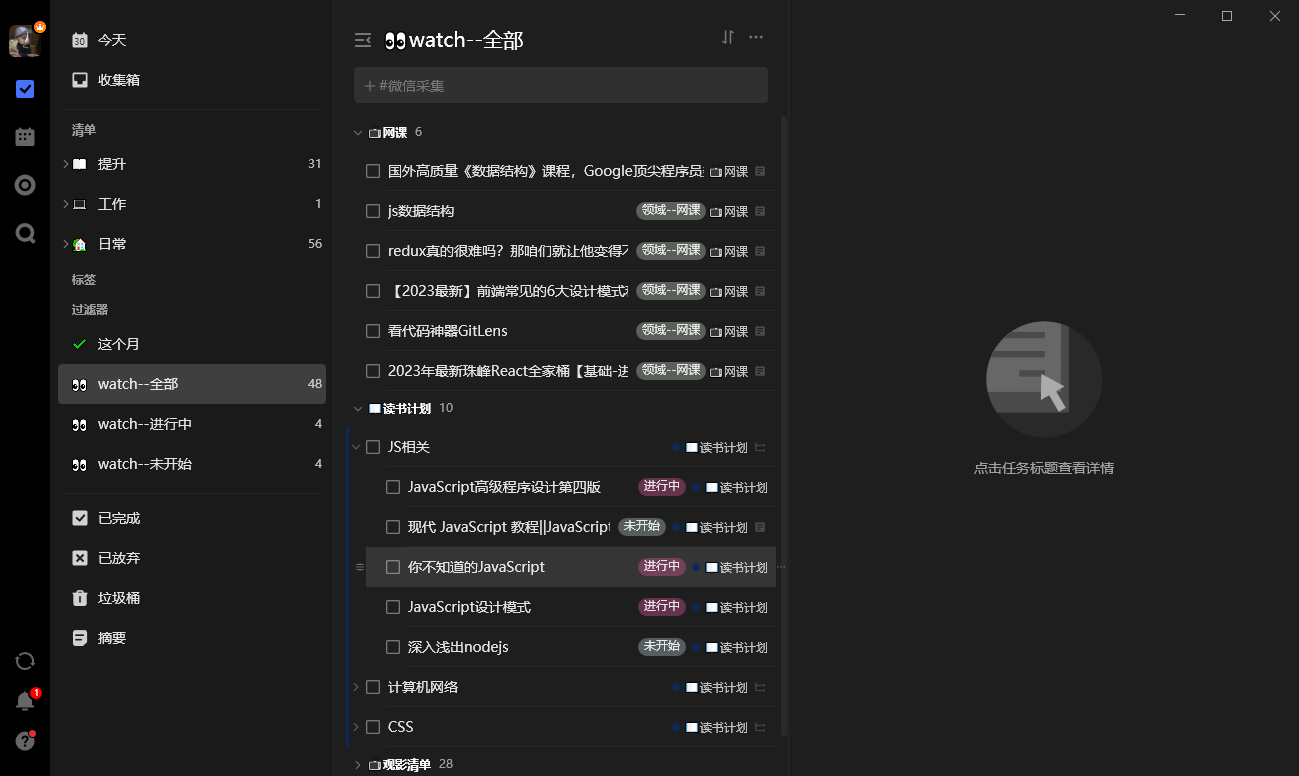 30 今天
收集箱
清单
提升 31
工作 1
日常 56
标签
过滤器
这个月
watch--全部 48
watch--进行中 4
watch--未开始 4
已完成
已放弃
垃圾桶
摘要
1
?
👀watch--全部
#微信采集
网课 6
国外高质量《数据结构》课程，Google顶尖程序员 网课
js数据结构 领域--网课 网课
redux真的很难吗？那咱们就让他变得 领域--网课 网课
【2023最新】前端常见的6大设计模式 领域--网课 网课
看代码神器GitLens 领域--网课 网课
2023年最新珠峰React全家桶【基础-进 领域--网课 网课
读书计划 10
JS相关 读书计划
JavaScript高级程序设计第四版 进行中 读书计划
现代 JavaScript 教程||JavaScript 未开始 读书计划
你不知道的JavaScript 进行中 读书计划
JavaScript设计模式 进行中 读书计划
深入浅出nodejs 未开始 读书计划
计算机网络 读书计划
CSS 读书计划
观影清单 28
点击任务标题查看详情